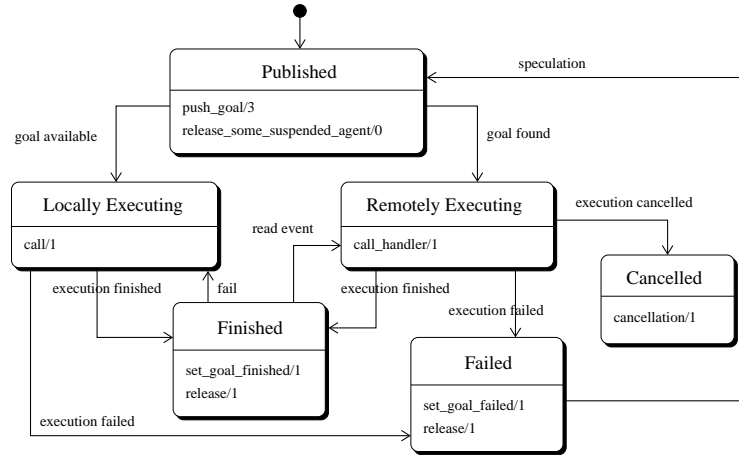 Published
speculation
push_goal/3
release_some_suspended_agent/0
goal available
goal found
Locally Executing
Remotely Executing
execution cancelled
call/1
read event
call_handler/1
Cancelled
execution finished
fail
execution finished
cancellation/1
execution failed
Finished
set_goal_finished/1
release/1
Failed
set_goal_failed/1
release/1
execution failed